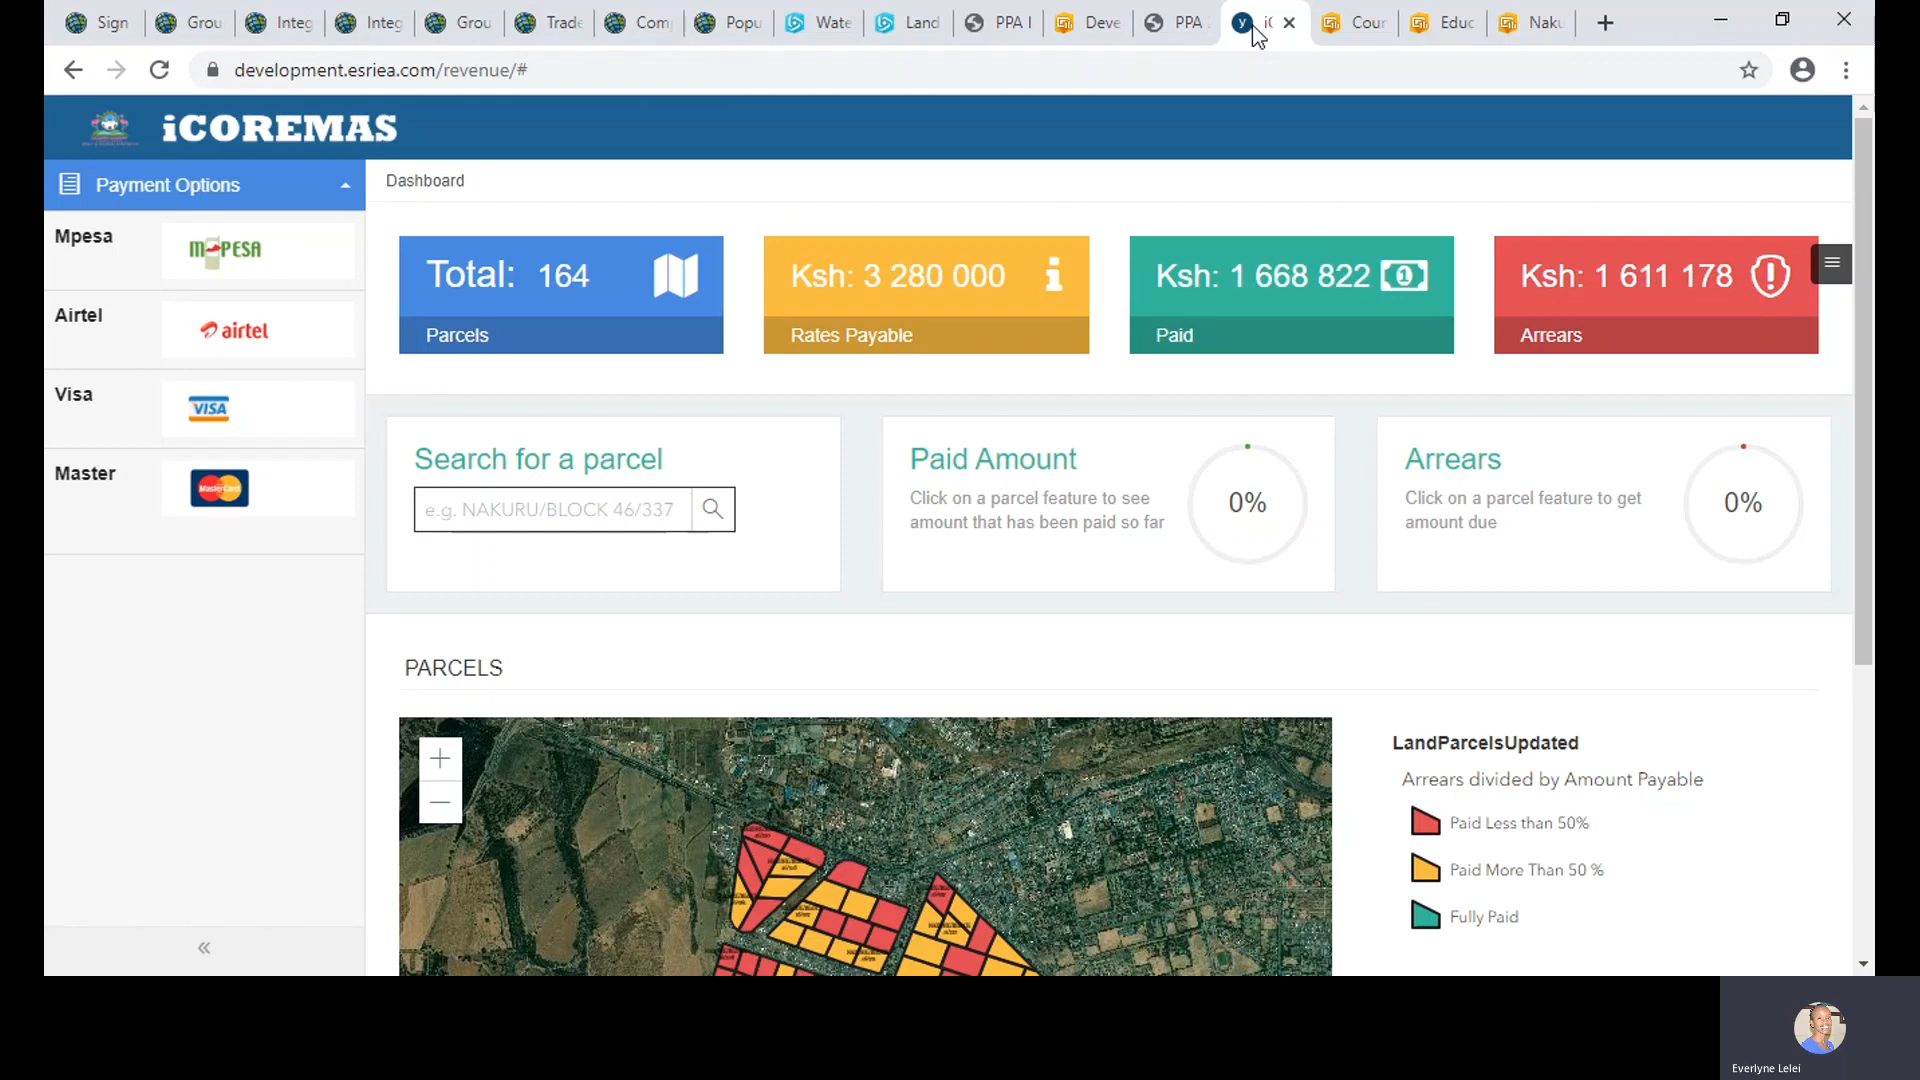 Sign
Grou
Integ
Integ
Grou
Trade
Com
Popu
Wate
Land
PPA I
Deve
PPA
iC
Cour
Educ
Naku
development.esriea.com/revenue/#
iCOREMAS
Payment Options
Dashboard
Mpesa
M-PESA
Airtel
airtel
Visa
VISA
Master
MasterCard
Total: 164
Parcels
Ksh: 3 280 000
Rates Payable
Ksh: 1 668 822
Paid
Ksh: 1 611 178
Arrears
Search for a parcel
e.g. NAKURU/BLOCK 46/337
Paid Amount
Click on a parcel feature to see
amount that has been paid so far
0%
Arrears
Click on a parcel feature to get
amount due
0%
PARCELS
LandParcelsUpdated
Arrears divided by Amount Payable
Paid Less than 50%
Paid More Than 50 %
Fully Paid
Everlyne Lelei